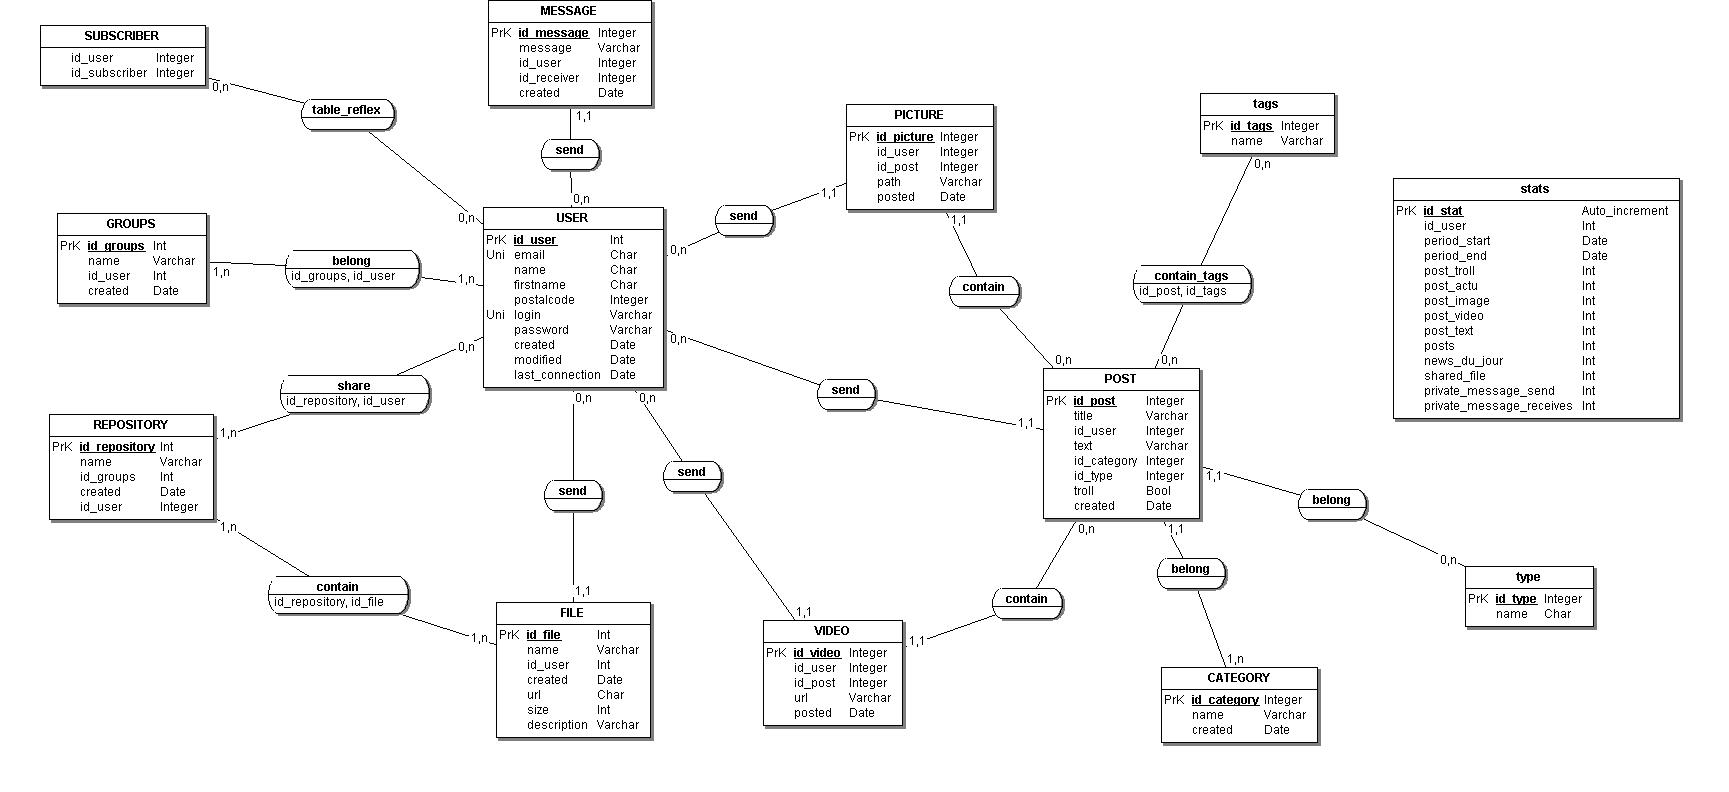 MESSAGE
PrK id_message Integer
message Varchar
id_user Integer
id_receiver Integer
created Date
SUBSCRIBER
id_user Integer
id_subscriber Integer
0,n
table_reflex
0,n
1,1
send
0,n
PICTURE
PrK id_picture Integer
id_user Integer
id_post Integer
path Varchar
posted Date
tags
PrK id_tags Integer
name Varchar
0,n
stats
PrK id_stat Auto_increment
id_user Int
period_start Date
period_end Date
post_troll Int
post_actu Int
post_image Int
post_video Int
post_text Int
posts Int
news_du_jour Int
shared_file Int
private_message_send Int
private_message_receives Int
GROUPS
PrK id_groups Int
name Varchar
id_user Int
created Date
1,n
belong
id_groups, id_user
1,n
USER
PrK id_user Int
Uni email Char
name Char
firstname Char
postalcode Integer
Uni login Varchar
password Varchar
created Date
modified Date
last_connection Date
1,1
send
0,n
1,1
contain
0,n
contain_tags
id_post, id_tags
0,n
0,n
share
id_repository, id_user
1,n
0,n
send
1,1
POST
PrK id_post Integer
title Varchar
id_user Integer
text Varchar
id_category Integer
id_type Integer
troll Bool
created Date
REPOSITORY
PrK id_repository Int
name Varchar
id_groups Int
created Date
id_user Integer
1,n
contain
id_repository, id_file
1,n
0,n
send
1,1
0,n
send
1,1
0,n
contain
1,1
1,1
belong
1,n
1,1
belong
0,n
type
PrK id_type Integer
name Char
FILE
PrK id_file Int
name Varchar
id_user Int
created Date
url Char
size Int
description Varchar
VIDEO
PrK id_video Integer
id_user Integer
id_post Integer
url Varchar
posted Date
CATEGORY
PrK id_category Integer
name Varchar
created Date